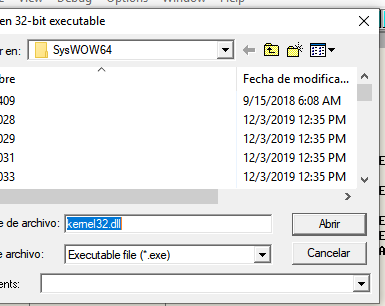 Debug Options Window Help
en 32-bit executable
r en: SysWOW64
bre Fecha de modifica...
409 9/15/2018 6:08 AM
028 12/3/2019 12:35 PM
029 12/3/2019 12:35 PM
031 12/3/2019 12:35 PM
033 12/3/2019 12:35 PM
e de archivo: kernel32.dll Abrir
e archivo: Executable file (*.exe) Cancelar
ents: